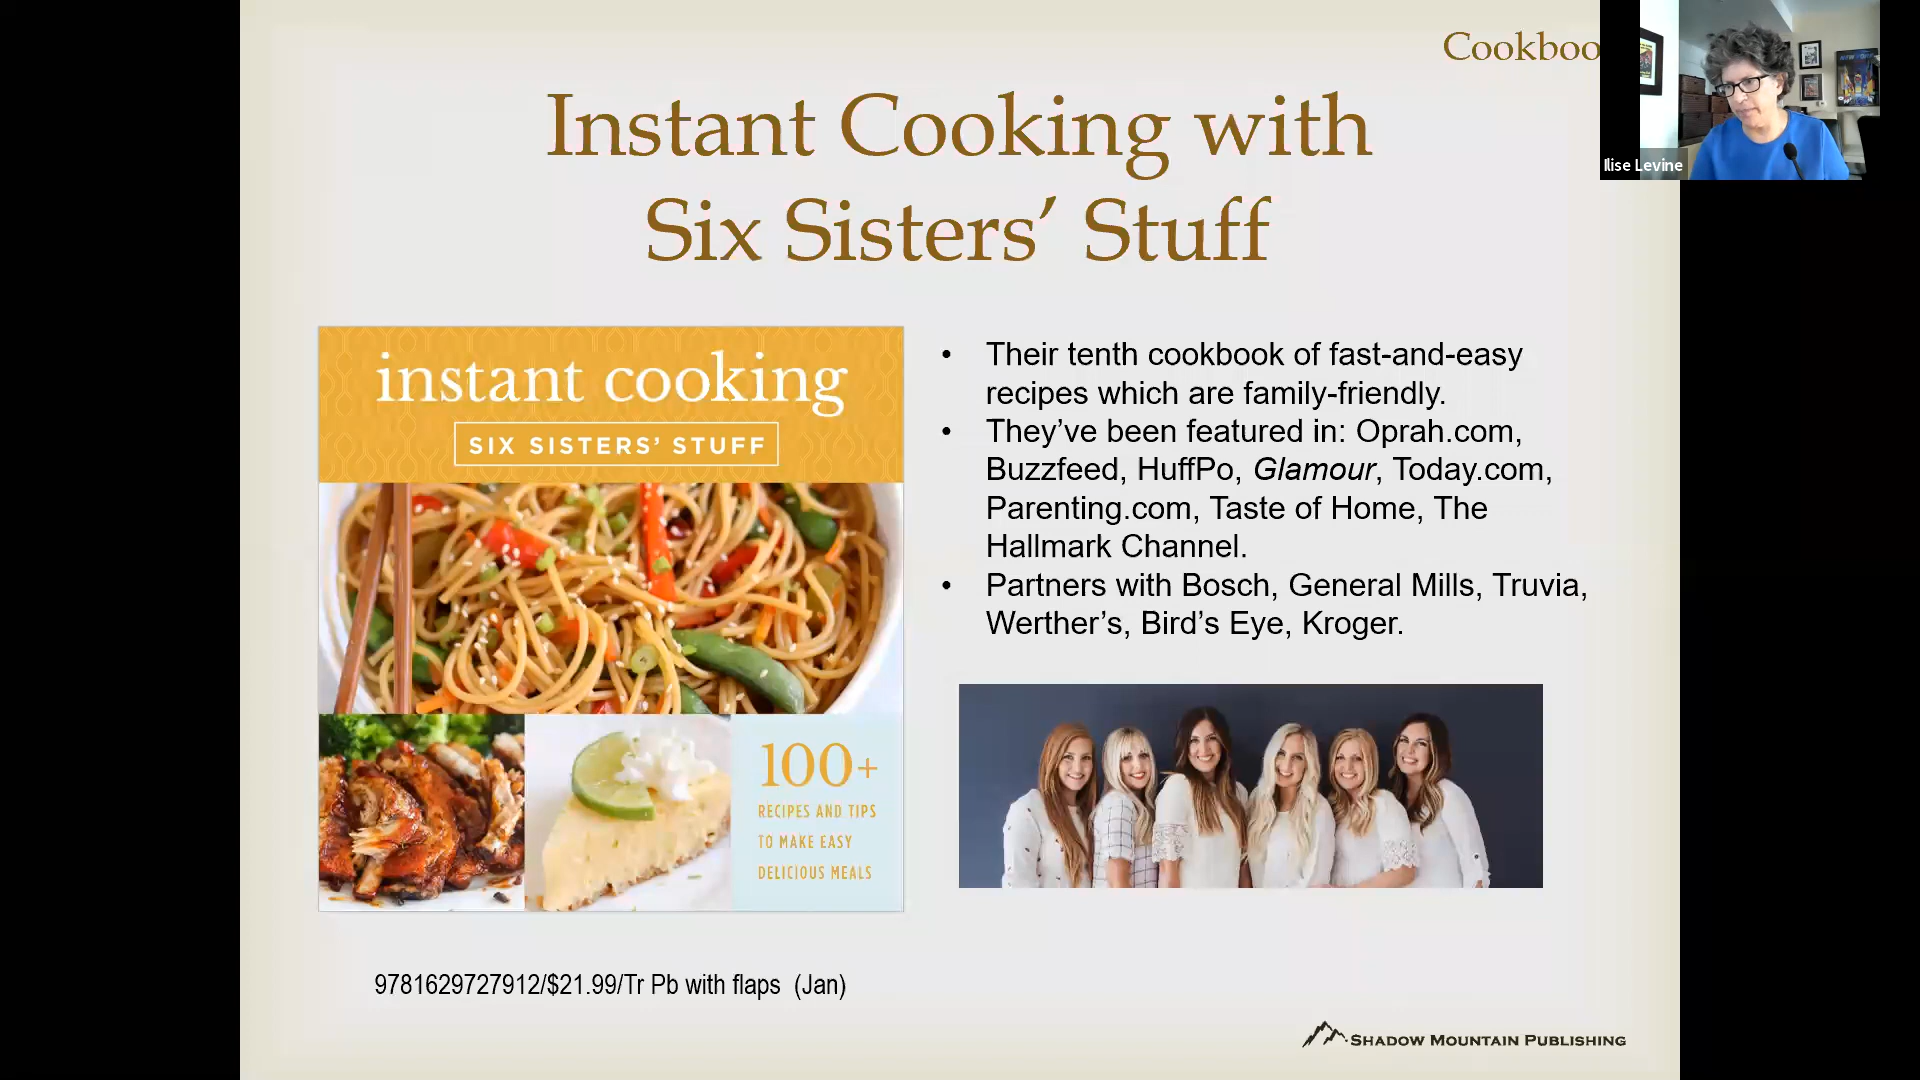 Cookboo
Instant Cooking with
Six Sisters’ Stuff
Ilise Levine
instant cooking
SIX SISTERS’ STUFF
100+
RECIPES AND TIPS
TO MAKE EASY
DELICIOUS MEALS
• Their tenth cookbook of fast-and-easy
recipes which are family-friendly.
• They’ve been featured in: Oprah.com,
Buzzfeed, HuffPo, Glamour, Today.com,
Parenting.com, Taste of Home, The
Hallmark Channel.
• Partners with Bosch, General Mills, Truvia,
Werther’s, Bird’s Eye, Kroger.
9781629727912/$21.99/Tr Pb with flaps (Jan)
SHADOW MOUNTAIN PUBLISHING